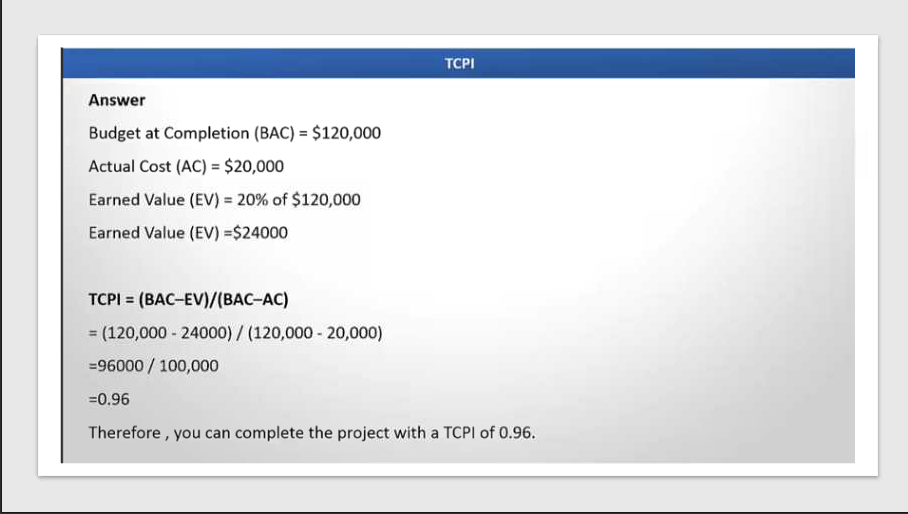 TCPI
Answer
Budget at Completion (BAC) = $120,000
Actual Cost (AC) = $20,000
Earned Value (EV) = 20% of $120,000
Earned Value (EV) =$24000
TCPI = (BAC–EV)/(BAC–AC)
= (120,000 - 24000) / (120,000 - 20,000)
=96000 / 100,000
=0.96
Therefore , you can complete the project with a TCPI of 0.96.